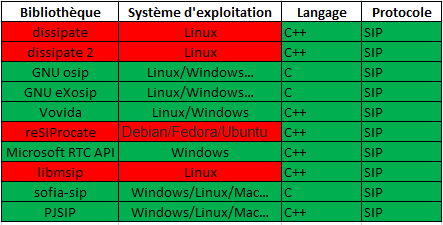 Bibliothèque Système d'exploitation Langage Protocole
dissipate Linux C++ SIP
dissipate 2 Linux C++ SIP
GNU osip Linux/Windows... C SIP
GNU eXosip Linux/Windows... C SIP
Vovida Linux/Windows C++ SIP
reSIProcate Debian/Fedora/Ubuntu C++ SIP
Microsoft RTC API Windows C++ SIP
libmsip Linux C++ SIP
sofia-sip Windows/Linux/Mac... C SIP
PJSIP Windows/Linux/Mac... C++ SIP